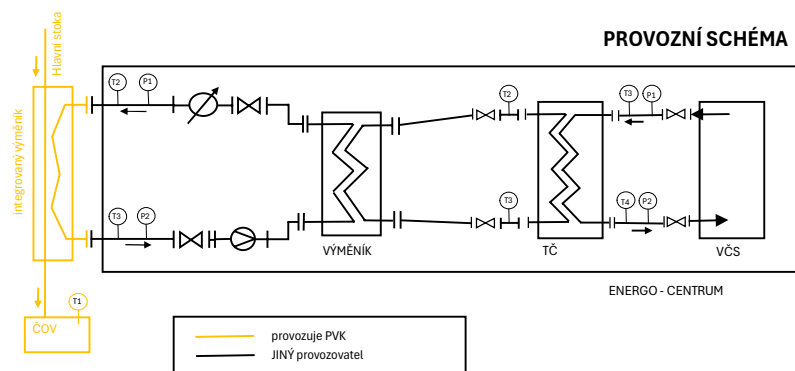 PROVOZNÍ SCHÉMA
Hlavní stoka
integrovaný výměník
T2
P1
T2
T3
P1
T3
P2
T3
T4
P2
VÝMĚNÍK
TČ
VČS
ENERGO - CENTRUM
T1
ČOV
provozuje PVK
JINÝ provozovatel